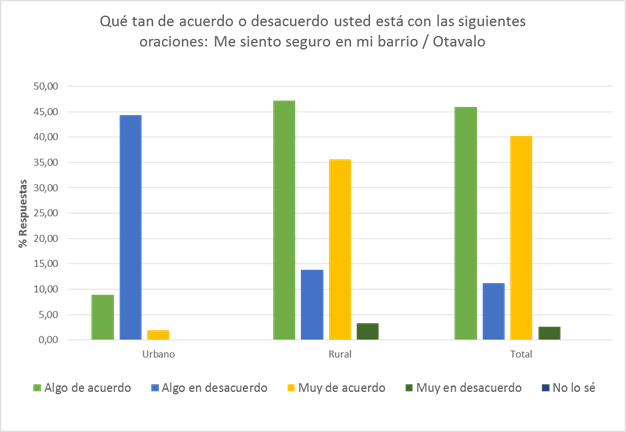 Qué tan de acuerdo o desacuerdo usted está con las siguientes
oraciones: Me siento seguro en mi barrio / Otavalo
50,00
45,00
40,00
35,00
30,00
25,00
20,00
15,00
10,00
5,00
0,00
% Respuestas
Urbano Rural Total
Algo de acuerdo Algo en desacuerdo Muy de acuerdo Muy en desacuerdo No lo sé